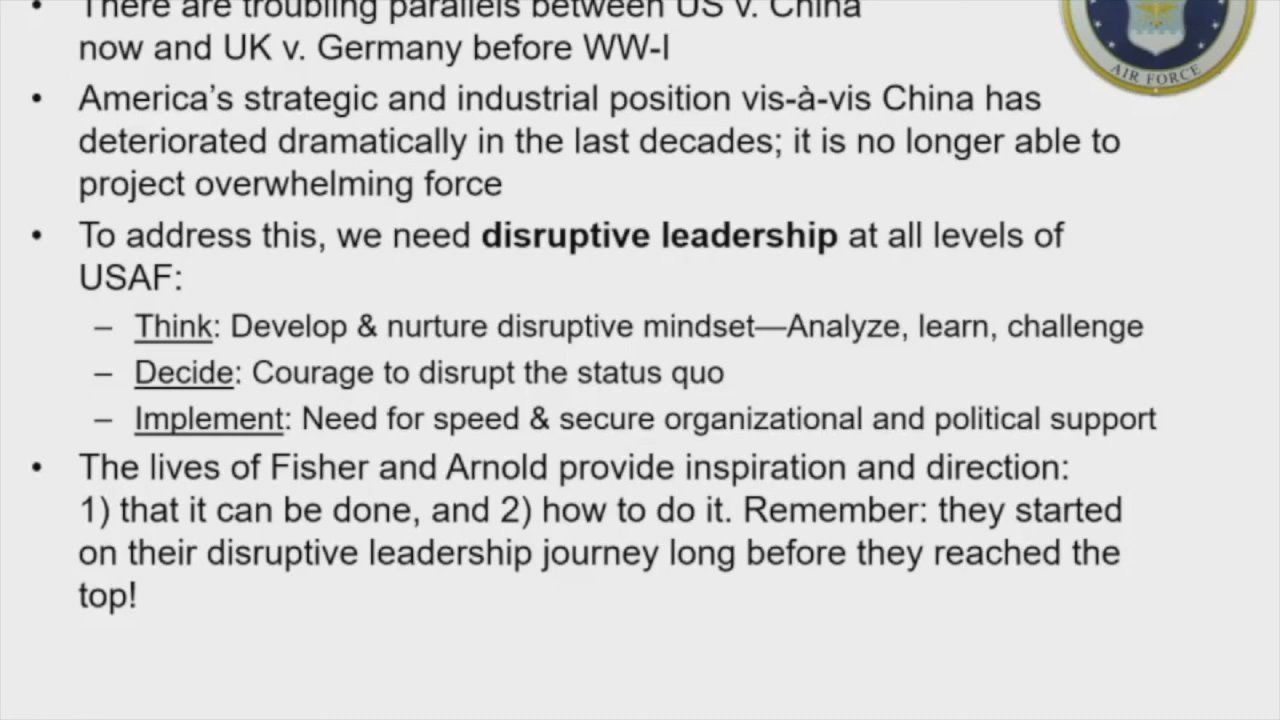 • There are troubling parallels between US v. China
now and UK v. Germany before WW-I
• America's strategic and industrial position vis-à-vis China has
deteriorated dramatically in the last decades; it is no longer able to
project overwhelming force
• To address this, we need disruptive leadership at all levels of
USAF:
– Think: Develop & nurture disruptive mindset—Analyze, learn, challenge
– Decide: Courage to disrupt the status quo
– Implement: Need for speed & secure organizational and political support
• The lives of Fisher and Arnold provide inspiration and direction:
1) that it can be done, and 2) how to do it. Remember: they started
on their disruptive leadership journey long before they reached the
top!
AIR FORCE